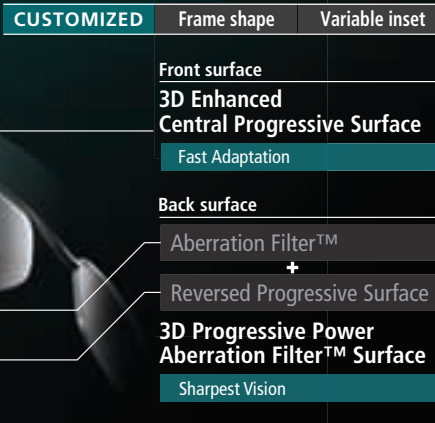 CUSTOMIZED Frame shape Variable inset
Front surface
3D Enhanced
Central Progressive Surface
Fast Adaptation
Back surface
Aberration Filter™
+
Reversed Progressive Surface
3D Progressive Power
Aberration Filter™ Surface
Sharpest Vision